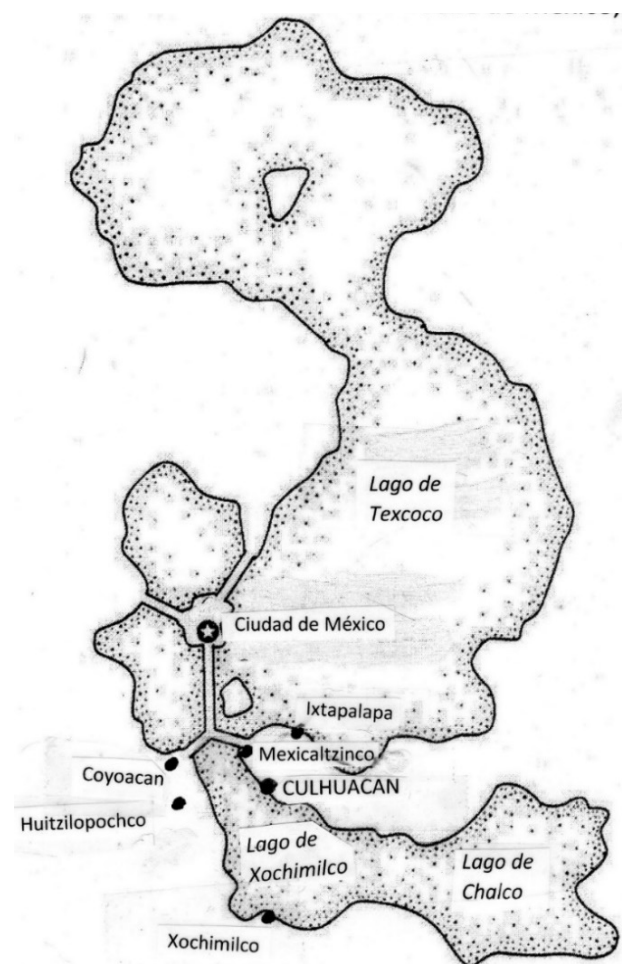 Lago de
Texcoco
Ciudad de México
Ixtapalapa
Mexicaltzinco
Coyoacan
CULHUACAN
Huitzilopochco
Lago de
Xochimilco
Lago de
Chalco
Xochimilco